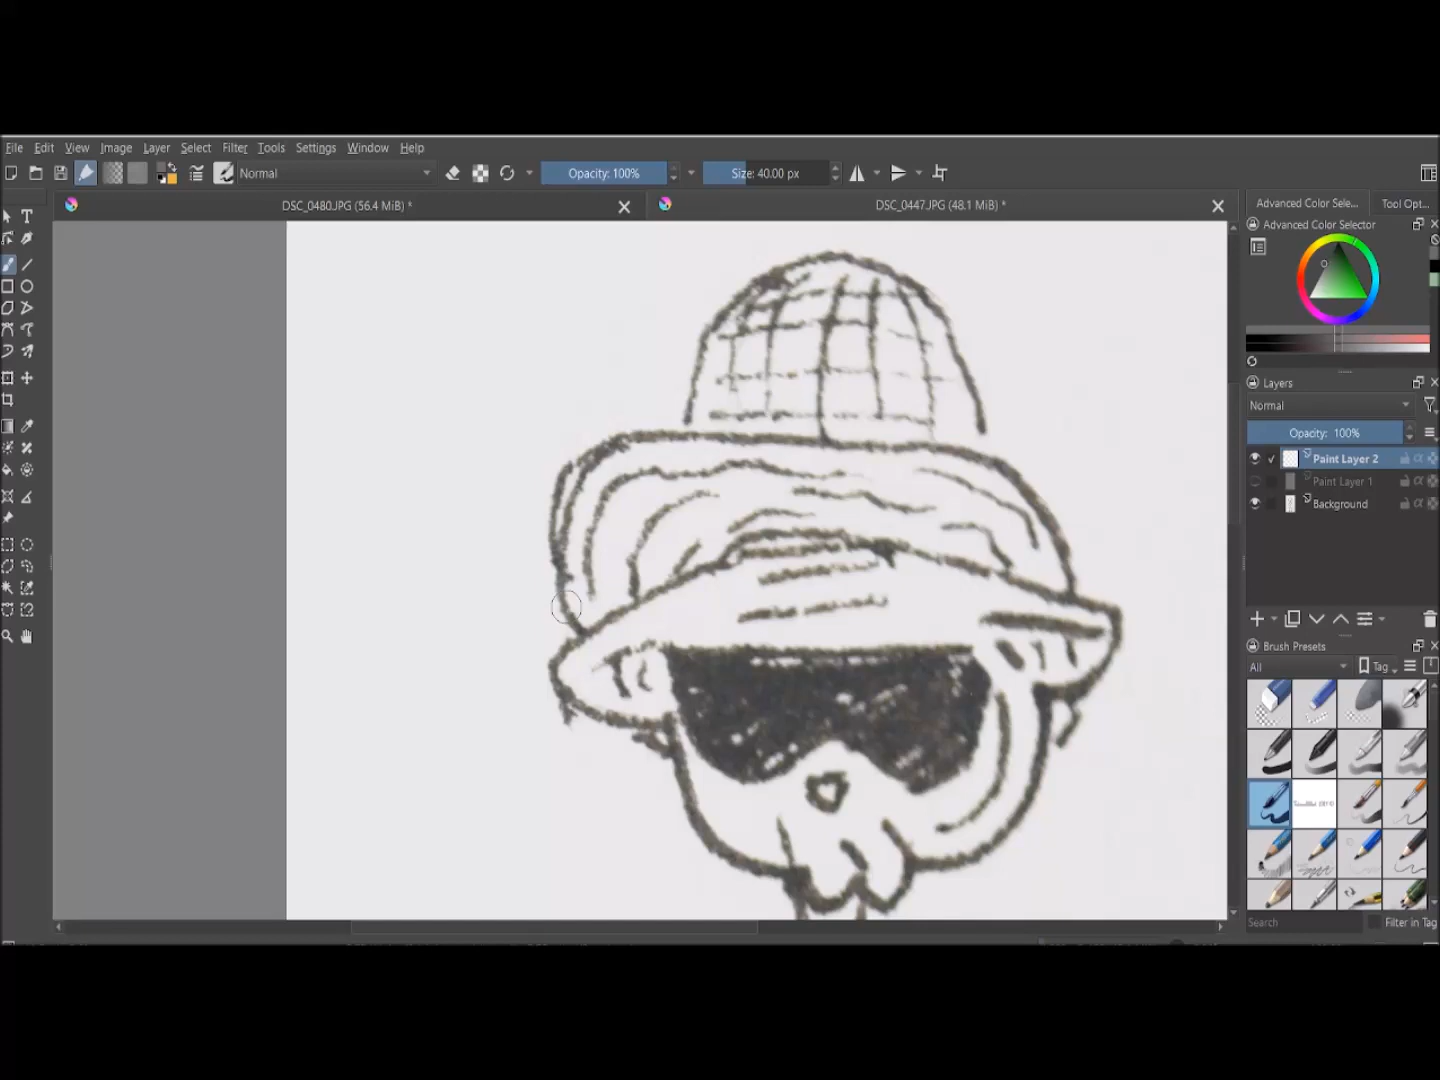 File Edit View Image Layer Select Filter Tools Settings Window Help
Normal Opacity: 100% Size: 40.00 px
DSC_0480.JPG (56.4 MiB) * DSC_0447.JPG (48.1 MiB) *
Advanced Color Sele... Tool Opt...
Advanced Color Selector
Layers
Normal
Opacity: 100%
Paint Layer 2
Paint Layer 1
Background
Brush Presets
All Tag
Search Filter in Tag